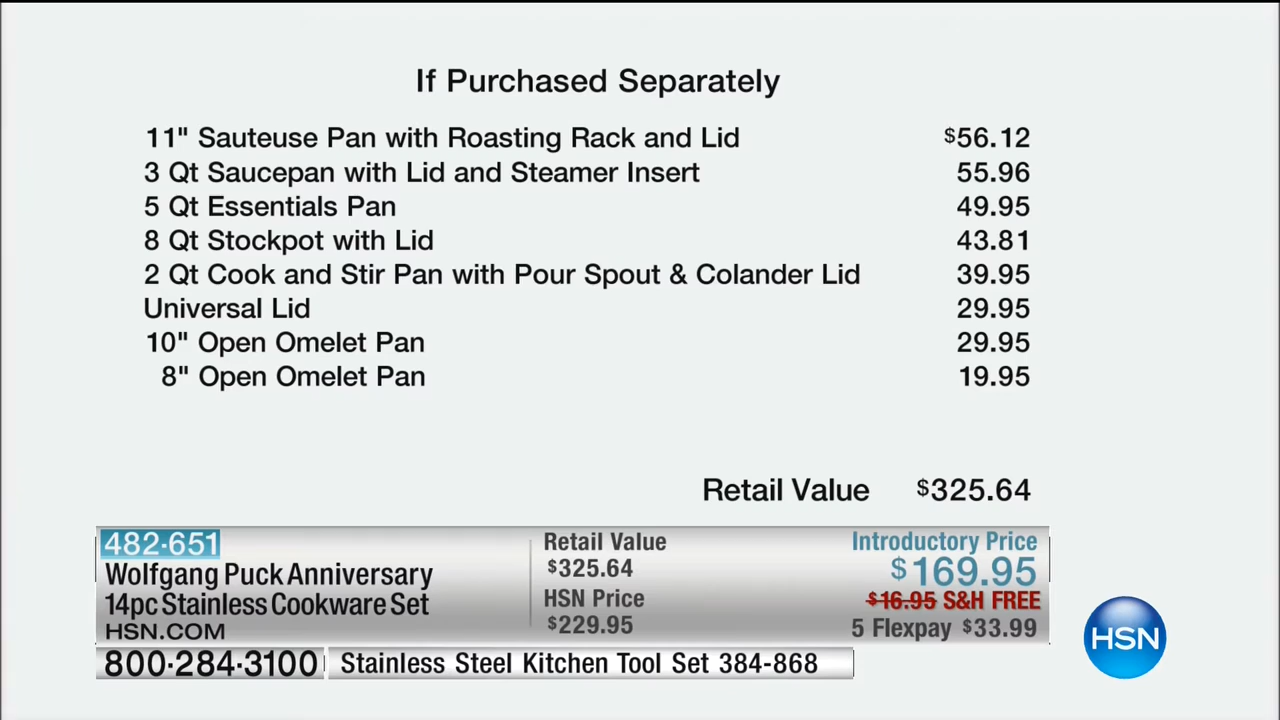 If Purchased Separately
11" Sauteuse Pan with Roasting Rack and Lid $56.12
3 Qt Saucepan with Lid and Steamer Insert 55.96
5 Qt Essentials Pan 49.95
8 Qt Stockpot with Lid 43.81
2 Qt Cook and Stir Pan with Pour Spout & Colander Lid 39.95
Universal Lid 29.95
10" Open Omelet Pan 29.95
8" Open Omelet Pan 19.95
Retail Value $325.64
482·651
Wolfgang Puck Anniversary
14pc Stainless Cookware Set
HSN.COM
Retail Value
$325.64
HSN Price
$229.95
Introductory Price
$169.95
$16.95 S&H FREE
5 Flexpay $33.99
800·284·3100
Stainless Steel Kitchen Tool Set 384-868
HSN